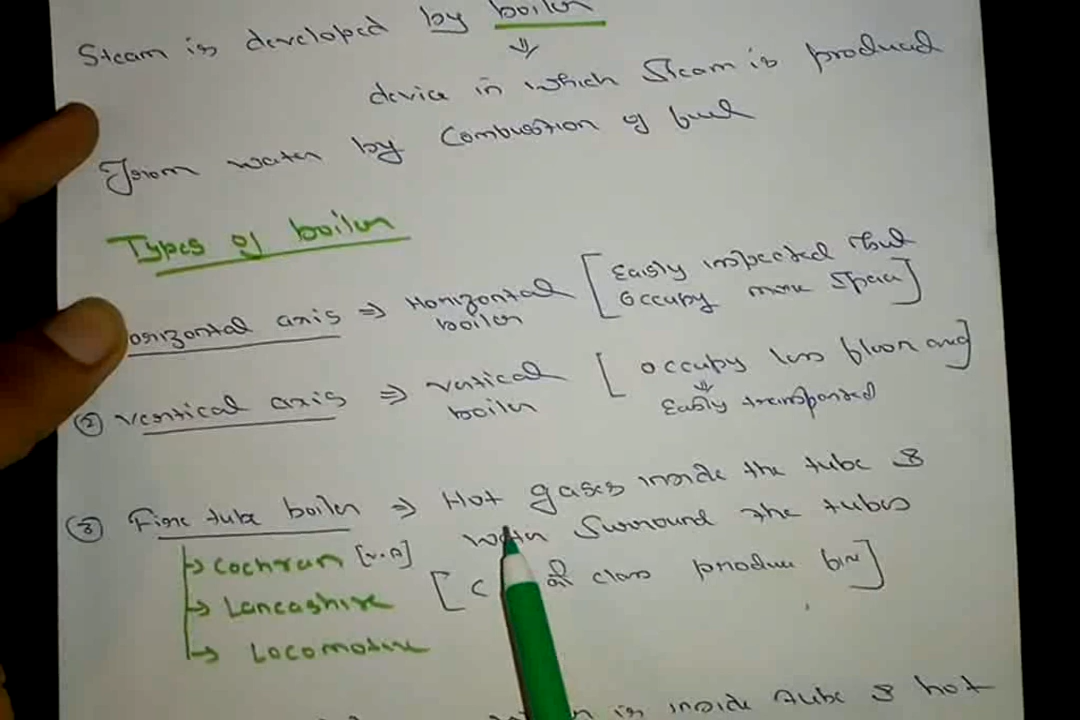 Steam is developed by boiler
⇓
device in which Steam is produced
From water by Combustion of fuel
Types of boiler
orizontal axis ⇒ Horizontal boiler [Easily inspected but Occupy more Space]
② Vertical axis ⇒ vertical boiler [Occupy less floor area
⇓
Easily transported]
③ Fire tube boiler ⇒ Hot gases inside the tube &
water Surround the tubes
→ Cochran [V.A]
[C class produce
→ Lancashire
→ Locomotive
is inside tube & hot